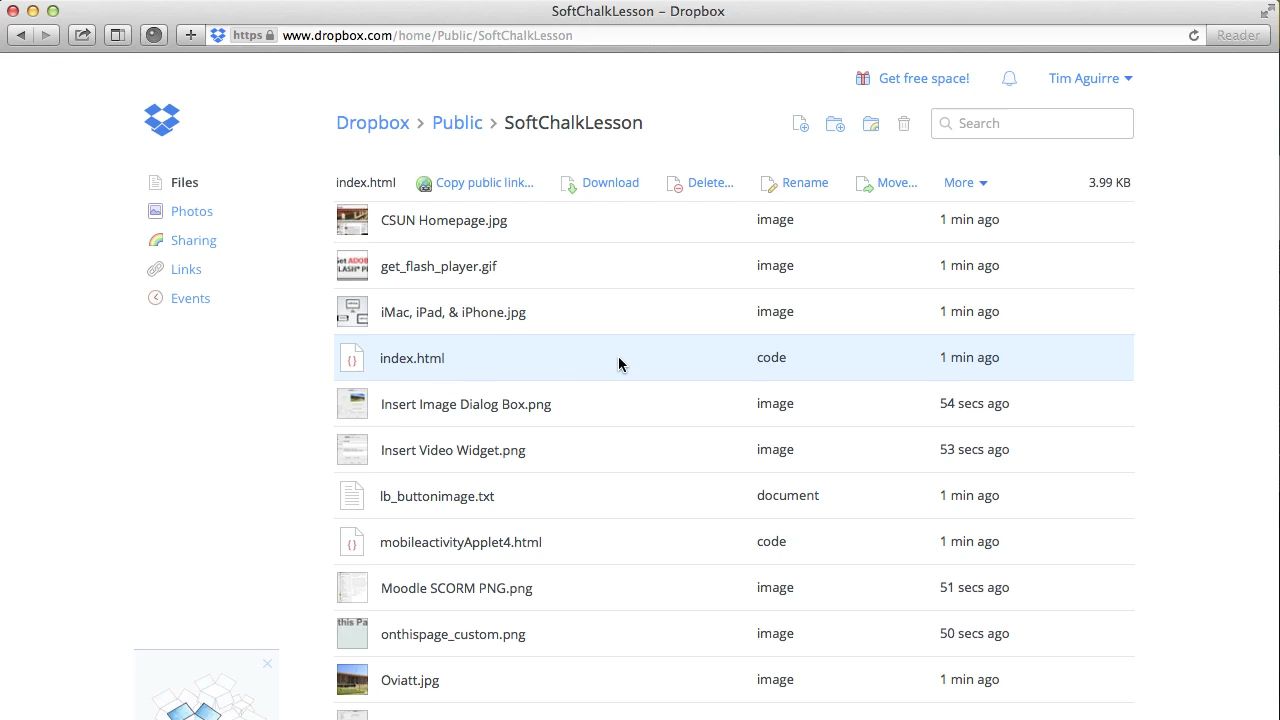 SoftChalkLesson – Dropbox
https www.dropbox.com/home/Public/SoftChalkLesson Reader
Get free space! Tim Aguirre
Dropbox › Public › SoftChalkLesson Search
Files
Photos
Sharing
Links
Events
index.html Copy public link... Download Delete... Rename Move... More 3.99 KB
CSUN Homepage.jpg image 1 min ago
get_flash_player.gif image 1 min ago
iMac, iPad, & iPhone.jpg image 1 min ago
index.html code 1 min ago
Insert Image Dialog Box.png image 54 secs ago
Insert Video Widget.png image 53 secs ago
lb_buttonimage.txt document 1 min ago
mobileactivityApplet4.html code 1 min ago
Moodle SCORM PNG.png image 51 secs ago
onthispage_custom.png image 50 secs ago
Oviatt.jpg image 1 min ago